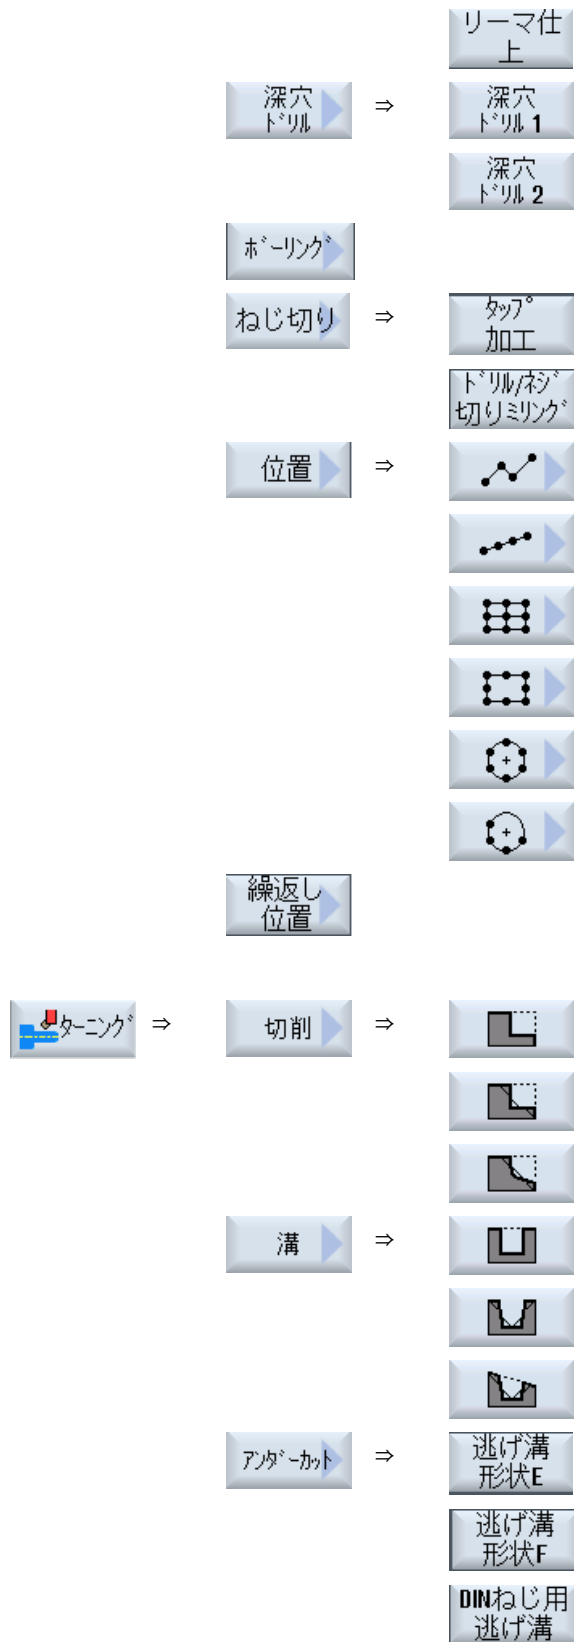 リーマ仕
上
深穴
ﾄﾞﾘﾙ
⇒
深穴
ﾄﾞﾘﾙ 1
深穴
ﾄﾞﾘﾙ 2
ﾎﾞｰﾘﾝｸﾞ
ねじ切り
⇒
ﾀｯﾌﾟ
加工
ﾄﾞﾘﾙ/ﾈｼﾞ
切りﾐﾘﾝｸﾞ
位置
⇒
繰返し
位置
ﾀｰﾆﾝｸﾞ
⇒
切削
⇒
溝
⇒
ｱﾝﾀﾞｰｶｯﾄ
⇒
逃げ溝
形状E
逃げ溝
形状F
DINねじ用
逃げ溝